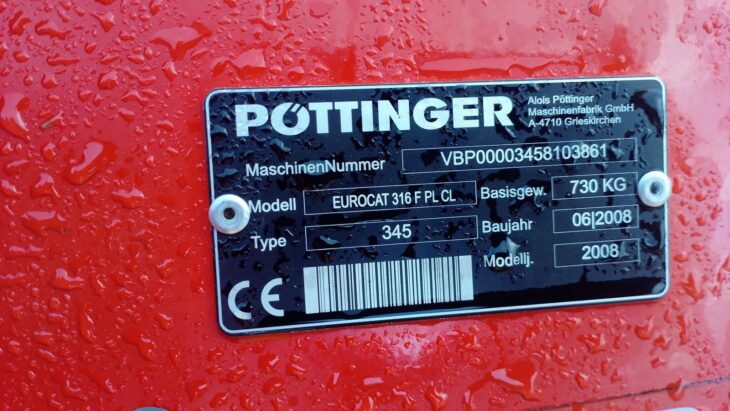 PÖTTINGER
Alois Pöttinger
Maschinenfabrik GmbH
A-4710 Grieskirchen
MaschinenNummer VBP00003458103861
Modell EUROCAT 316 F PL CL Basisgew. 730 KG
Type 345 Baujahr 06|2008
Modellj. 2008
CE